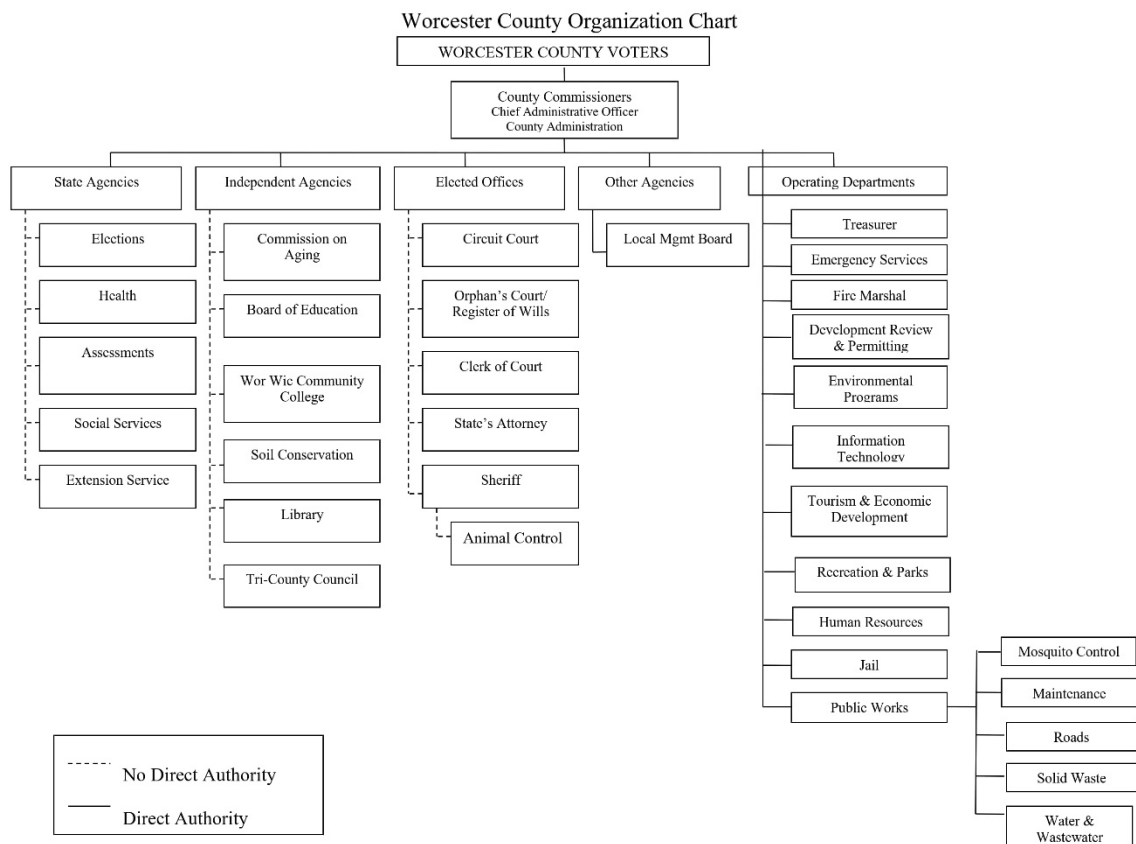 Worcester County Organization Chart
WORCESTER COUNTY VOTERS
County Commissioners
Chief Administrative Officer
County Administration
State Agencies
Elections
Health
Assessments
Social Services
Extension Service
Independent Agencies
Commission on
Aging
Board of Education
Wor Wic Community
College
Soil Conservation
Library
Tri-County Council
Elected Offices
Circuit Court
Orphan's Court/
Register of Wills
Clerk of Court
State's Attorney
Sheriff
Animal Control
Other Agencies
Local Mgmt Board
Operating Departments
Treasurer
Emergency Services
Fire Marshal
Development Review
& Permitting
Environmental
Programs
Information
Technology
Tourism & Economic
Development
Recreation & Parks
Human Resources
Jail
Public Works
Mosquito Control
Maintenance
Roads
Solid Waste
Water &
Wastewater
No Direct Authority
Direct Authority